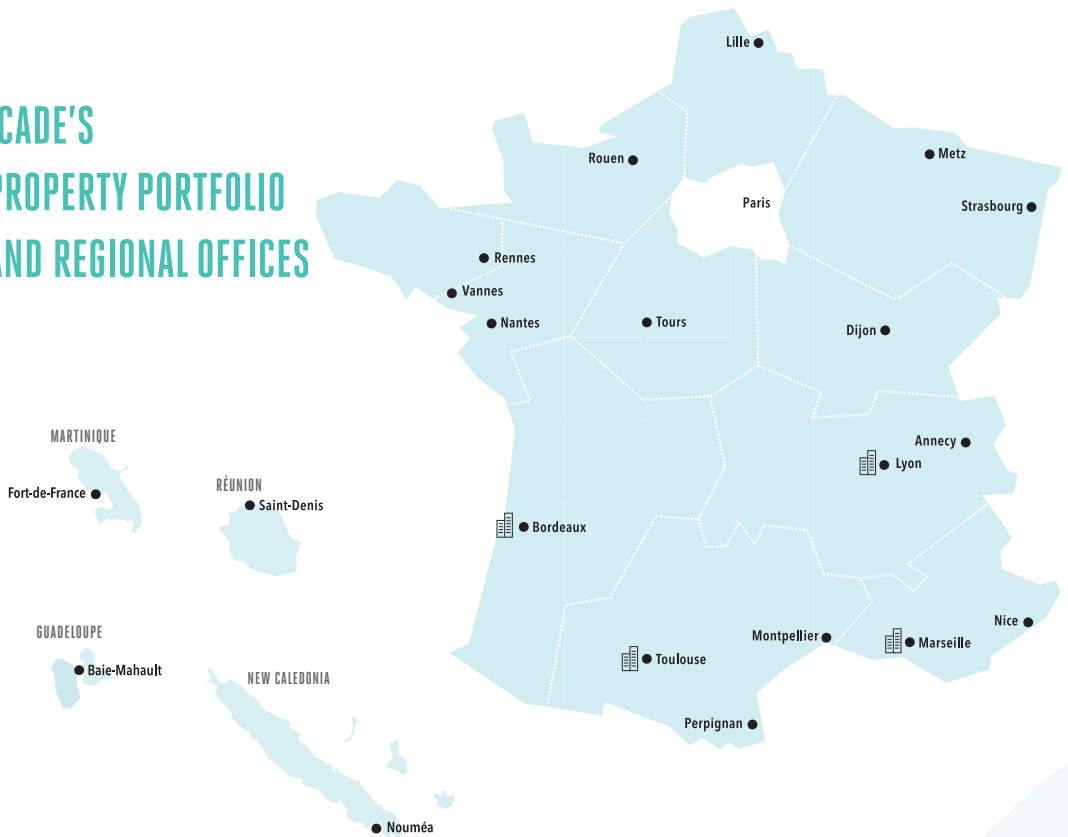 CADE'S
PROPERTY PORTFOLIO
AND REGIONAL OFFICES
Lille
Rouen
Metz
Paris
Strasbourg
Rennes
Vannes
Nantes
Tours
Dijon
Annecy
Lyon
Bordeaux
Nice
Montpellier
Marseille
Toulouse
Perpignan
MARTINIQUE
Fort-de-France
RÉUNION
Saint-Denis
GUADELOUPE
Baie-Mahault
NEW CALEDONIA
Nouméa